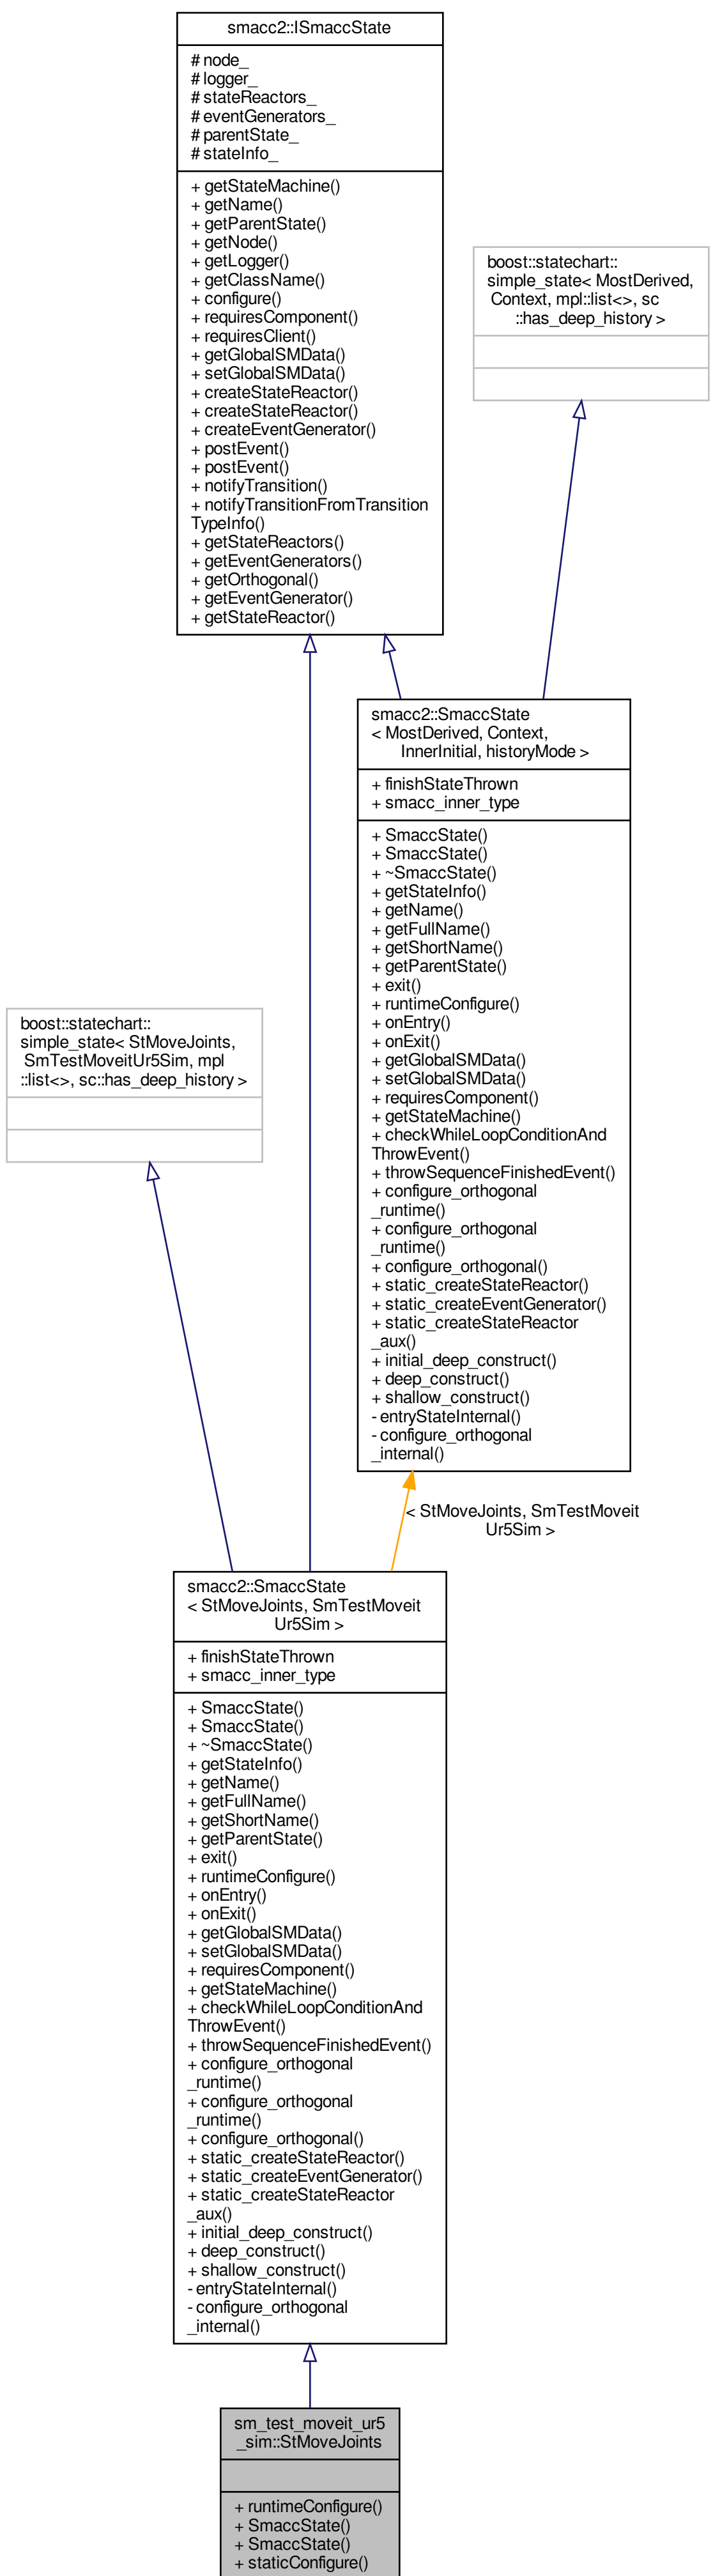 smacc2::ISmaccState
# node_
# logger_
# stateReactors_
# eventGenerators_
# parentState_
# stateInfo_
+ getStateMachine()
+ getName()
+ getParentState()
+ getNode()
+ getLogger()
+ getClassName()
+ configure()
+ requiresComponent()
+ requiresClient()
+ getGlobalSMData()
+ setGlobalSMData()
+ createStateReactor()
+ createStateReactor()
+ createEventGenerator()
+ postEvent()
+ postEvent()
+ notifyTransition()
+ notifyTransitionFromTransition
TypeInfo()
+ getStateReactors()
+ getEventGenerators()
+ getOrthogonal()
+ getEventGenerator()
+ getStateReactor()
boost::statechart::
simple_state< MostDerived,
Context, mpl::list<>, sc
::has_deep_history >
smacc2::SmaccState
< MostDerived, Context,
InnerInitial, historyMode >
+ finishStateThrown
+ smacc_inner_type
+ SmaccState()
+ SmaccState()
+ ~SmaccState()
+ getStateInfo()
+ getName()
+ getFullName()
+ getShortName()
+ getParentState()
+ exit()
+ runtimeConfigure()
+ onEntry()
+ onExit()
+ getGlobalSMData()
+ setGlobalSMData()
+ requiresComponent()
+ getStateMachine()
+ checkWhileLoopConditionAnd
ThrowEvent()
+ throwSequenceFinishedEvent()
+ configure_orthogonal
_runtime()
+ configure_orthogonal
_runtime()
+ configure_orthogonal()
+ static_createStateReactor()
+ static_createEventGenerator()
+ static_createStateReactor
_aux()
+ initial_deep_construct()
+ deep_construct()
+ shallow_construct()
- entryStateInternal()
- configure_orthogonal
_internal()
boost::statechart::
simple_state< StMoveJoints,
SmTestMoveitUr5Sim, mpl
::list<>, sc::has_deep_history >
< StMoveJoints, SmTestMoveit
Ur5Sim >
smacc2::SmaccState
< StMoveJoints, SmTestMoveit
Ur5Sim >
+ finishStateThrown
+ smacc_inner_type
+ SmaccState()
+ SmaccState()
+ ~SmaccState()
+ getStateInfo()
+ getName()
+ getFullName()
+ getShortName()
+ getParentState()
+ exit()
+ runtimeConfigure()
+ onEntry()
+ onExit()
+ getGlobalSMData()
+ setGlobalSMData()
+ requiresComponent()
+ getStateMachine()
+ checkWhileLoopConditionAnd
ThrowEvent()
+ throwSequenceFinishedEvent()
+ configure_orthogonal
_runtime()
+ configure_orthogonal
_runtime()
+ configure_orthogonal()
+ static_createStateReactor()
+ static_createEventGenerator()
+ static_createStateReactor
_aux()
+ initial_deep_construct()
+ deep_construct()
+ shallow_construct()
- entryStateInternal()
- configure_orthogonal
_internal()
sm_test_moveit_ur5
_sim::StMoveJoints
+ runtimeConfigure()
+ SmaccState()
+ SmaccState()
+ staticConfigure()